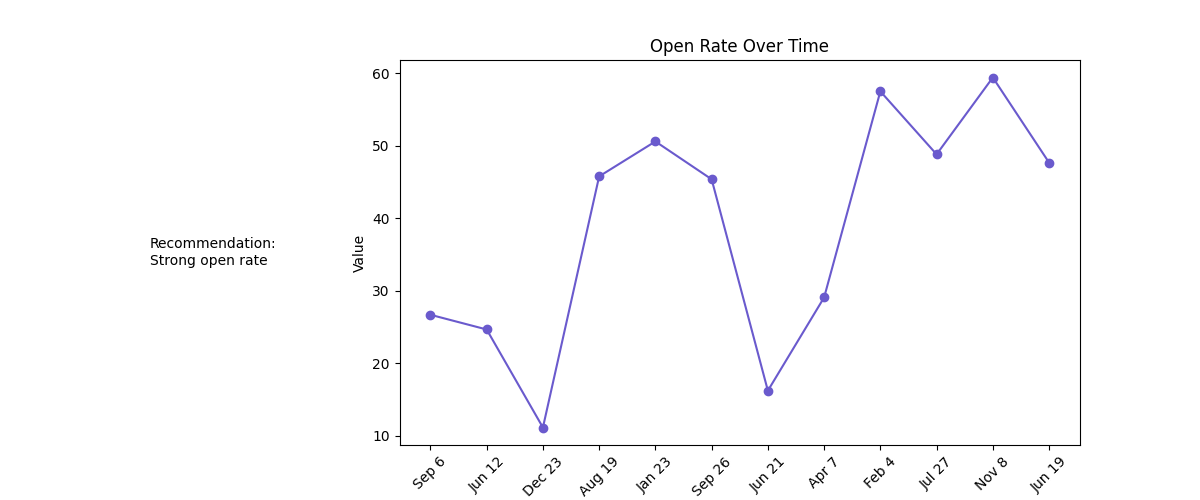 Open Rate Over Time
Recommendation:
Strong open rate
Value
60
50
40
30
20
10
Sep 6
Jun 12
Dec 23
Aug 19
Jan 23
Sep 26
Jun 21
Apr 7
Feb 4
Jul 27
Nov 8
Jun 19